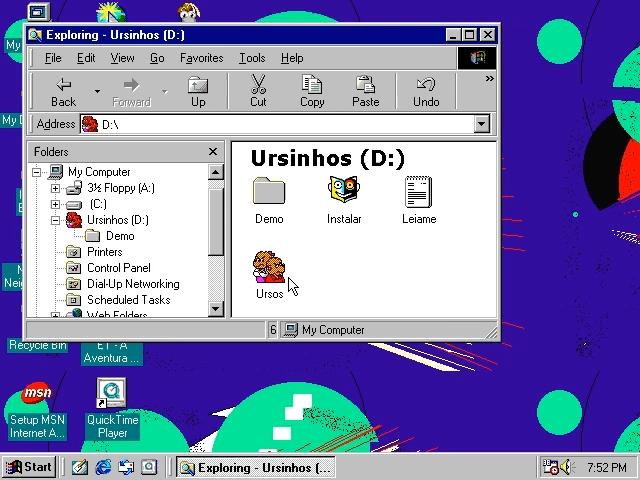 Exploring - Ursinhos (D:)
File Edit View Go Favorites Tools Help
Back Forward Up Cut Copy Paste Undo »
Address D:\
Folders
My Computer
3½ Floppy (A:)
(C:)
Ursinhos (D:)
Demo
Printers
Control Panel
Dial-Up Networking
Scheduled Tasks
Web Folders
Ursinhos (D:)
Demo Instalar Leiame
Ursos
6 My Computer
Recycle Bin
ET - A
Aventura ...
msn
Setup MSN
Internet A...
QuickTime
Player
Start Exploring - Ursinhos (... 7:52 PM